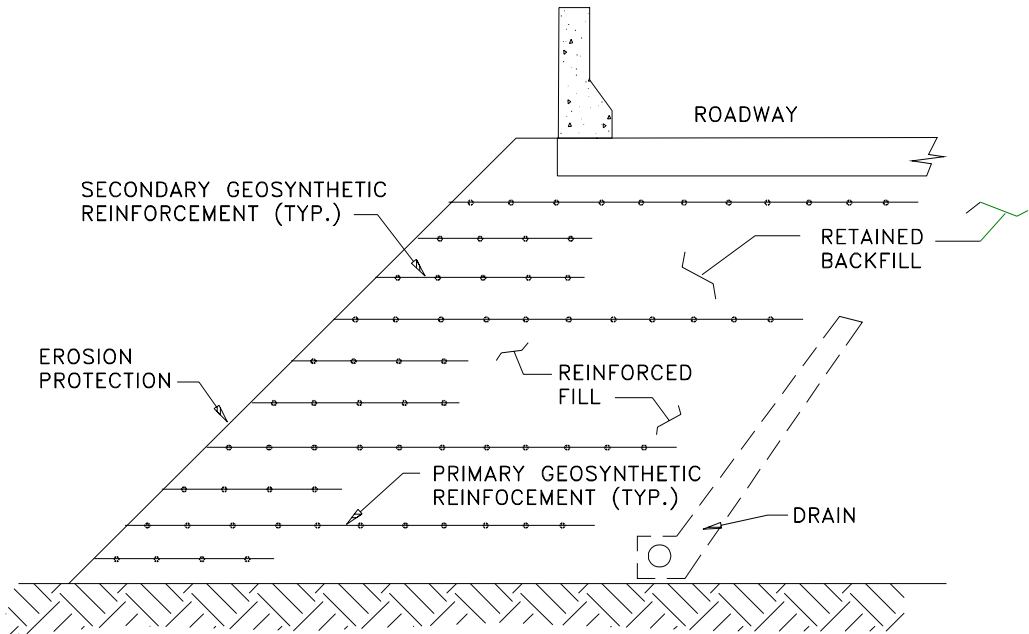 ROADWAY
SECONDARY GEOSYNTHETIC
REINFORCEMENT (TYP.)
RETAINED
BACKFILL
EROSION
PROTECTION
REINFORCED
FILL
PRIMARY GEOSYNTHETIC
REINFOCEMENT (TYP.)
DRAIN